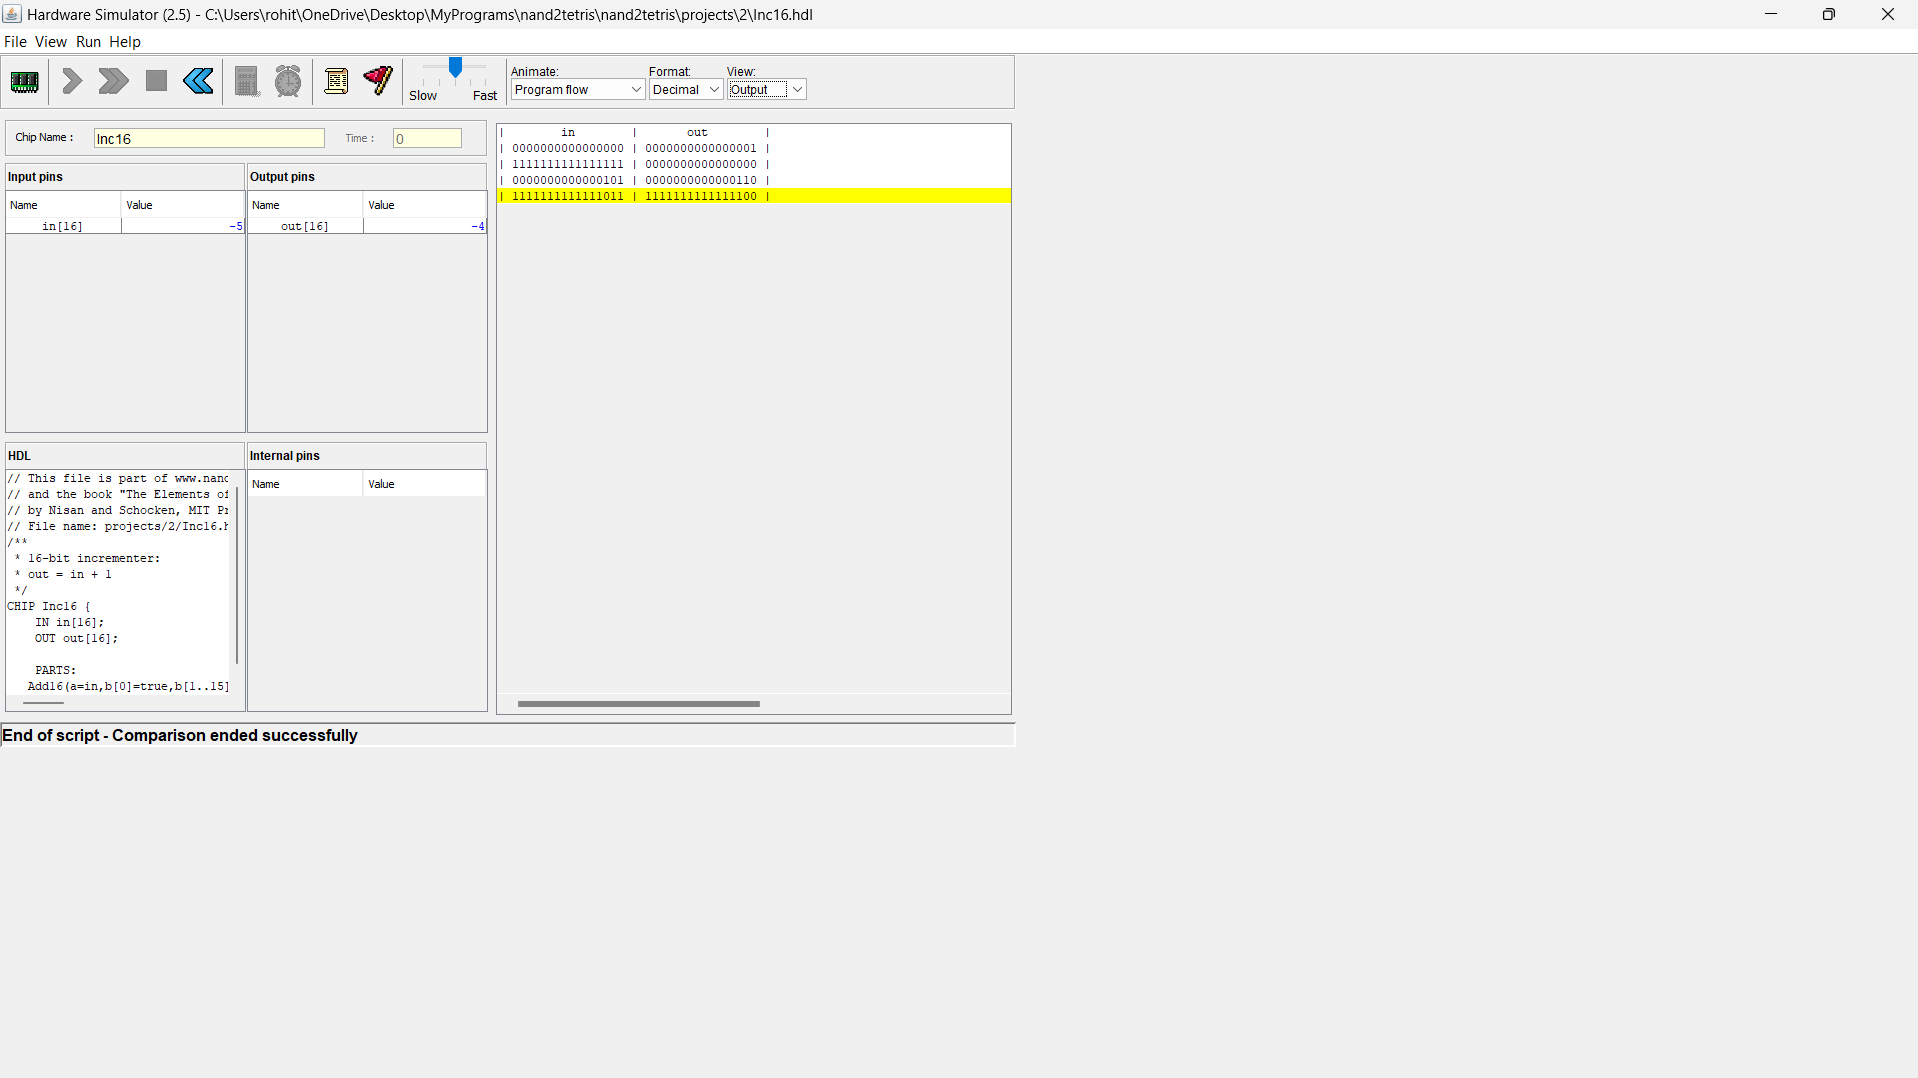 Hardware Simulator (2.5) - C:\Users\rohit\OneDrive\Desktop\MyPrograms\nand2tetris\nand2tetris\projects\2\Inc16.hdl
File View Run Help
Slow Fast
Animate: Format: View:
Program flow Decimal Output
Chip Name : Inc16 Time : 0
Input pins Output pins
Name Value Name Value
in[16] -5 out[16] -4
| in | out |
| 0000000000000000 | 0000000000000001 |
| 1111111111111111 | 0000000000000000 |
| 0000000000000101 | 0000000000000110 |
| 1111111111111011 | 1111111111111100 |
HDL Internal pins
Name Value
// This file is part of www.nand
// and the book "The Elements of
// by Nisan and Schocken, MIT Pr
// File name: projects/2/Inc16.h
/**
* 16-bit incrementer:
* out = in + 1
*/
CHIP Inc16 {
IN in[16];
OUT out[16];
PARTS:
Add16(a=in,b[0]=true,b[1..15]
End of script - Comparison ended successfully